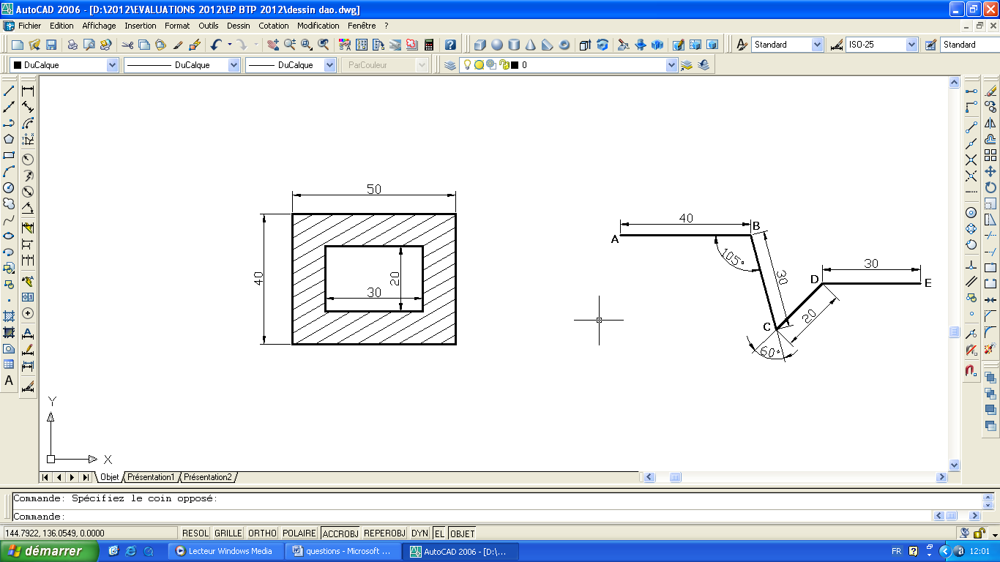 AutoCAD 2006 - [D:\2012\EVALUATIONS 2012\EP BTP 2012\dessin dao.dwg]
Fichier Edition Affichage Insertion Format Outils Dessin Cotation Modification Fenêtre ?
Standard ISO-25 Standard
DuCalque DuCalque DuCalque ParCouleur 0
50
40
30
20
40
A
B
105°
30
C
60°
20
D
30
E
Y
X
Objet Présentation1 Présentation2
Commande: Spécifiez le coin opposé:
Commande:
144.7922, 136.0549, 0.0000 RESOL GRILLE ORTHO POLAIRE ACCROBJ REPEROBJ DYN EL OBJET
démarrer Lecteur Windows Media questions - Microsoft ... AutoCAD 2006 - [D:\... FR 12:01